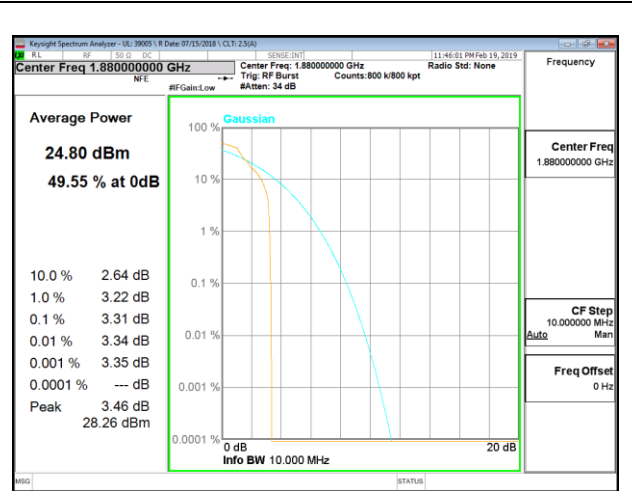 Keysight Spectrum Analyzer - UL: 39005 \ R Date: 07/15/2018 \ CLT: 2.5(A)
RL RF 50 Ω DC SENSE:INT 11:46:01 PM Feb 19, 2019
Center Freq 1.880000000 GHz
NFE
#IFGain:Low
Center Freq: 1.880000000 GHz
Trig: RF Burst Counts:800 k/800 kpt
#Atten: 34 dB
Radio Std: None
Frequency
Average Power
24.80 dBm
49.55 % at 0dB
10.0 % 2.64 dB
1.0 % 3.22 dB
0.1 % 3.31 dB
0.01 % 3.34 dB
0.001 % 3.35 dB
0.0001 % --- dB
Peak 3.46 dB
28.26 dBm
Gaussian
100 %
10 %
1 %
0.1 %
0.01 %
0.001 %
0.0001 %
0 dB 20 dB
Info BW 10.000 MHz
Center Freq
1.880000000 GHz
CF Step
10.000000 MHz
Auto Man
Freq Offset
0 Hz
MSG STATUS